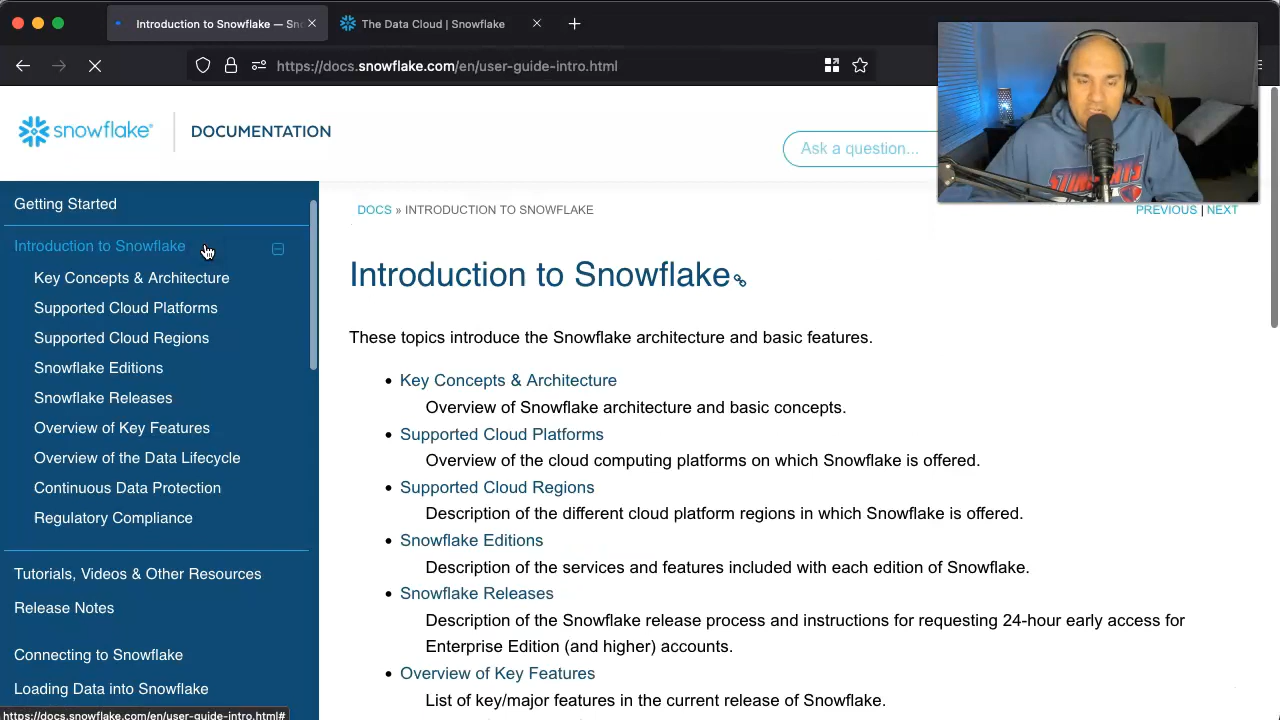 Introduction to Snowflake — Sn
The Data Cloud | Snowflake
https://docs.snowflake.com/en/user-guide-intro.html
snowflake®
DOCUMENTATION
Ask a question...
Getting Started
Introduction to Snowflake
Key Concepts & Architecture
Supported Cloud Platforms
Supported Cloud Regions
Snowflake Editions
Snowflake Releases
Overview of Key Features
Overview of the Data Lifecycle
Continuous Data Protection
Regulatory Compliance
Tutorials, Videos & Other Resources
Release Notes
Connecting to Snowflake
Loading Data into Snowflake
https://docs.snowflake.com/en/user-guide-intro.html#
DOCS » INTRODUCTION TO SNOWFLAKE
PREVIOUS | NEXT
Introduction to Snowflake
These topics introduce the Snowflake architecture and basic features.
• Key Concepts & Architecture
Overview of Snowflake architecture and basic concepts.
• Supported Cloud Platforms
Overview of the cloud computing platforms on which Snowflake is offered.
• Supported Cloud Regions
Description of the different cloud platform regions in which Snowflake is offered.
• Snowflake Editions
Description of the services and features included with each edition of Snowflake.
• Snowflake Releases
Description of the Snowflake release process and instructions for requesting 24-hour early access for
Enterprise Edition (and higher) accounts.
• Overview of Key Features
List of key/major features in the current release of Snowflake.